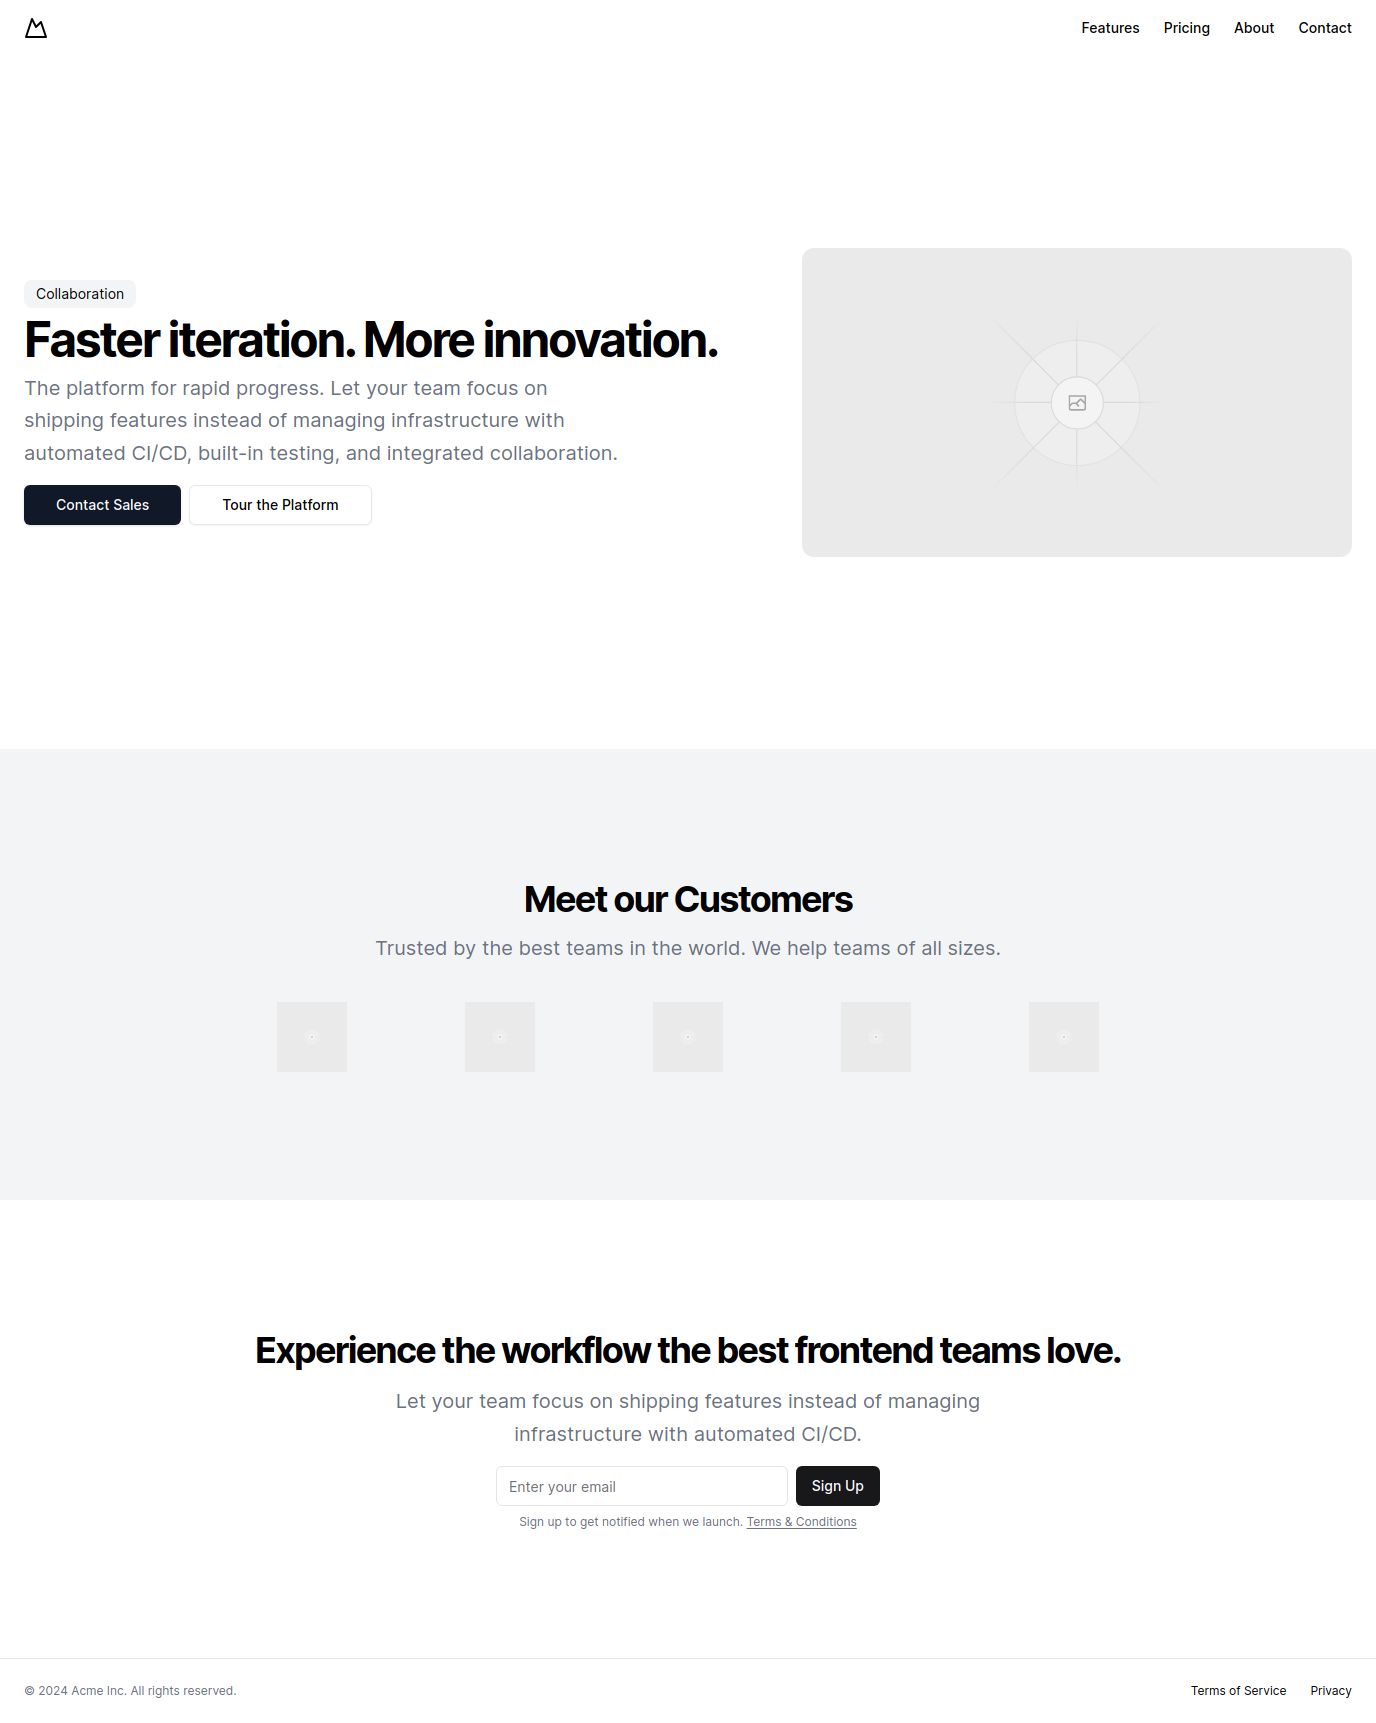 Features Pricing About Contact
Collaboration
Faster iteration. More innovation.
The platform for rapid progress. Let your team focus on
shipping features instead of managing infrastructure with
automated CI/CD, built-in testing, and integrated collaboration.
Contact Sales Tour the Platform
Meet our Customers
Trusted by the best teams in the world. We help teams of all sizes.
Experience the workflow the best frontend teams love.
Let your team focus on shipping features instead of managing
infrastructure with automated CI/CD.
Enter your email Sign Up
Sign up to get notified when we launch. Terms & Conditions
© 2024 Acme Inc. All rights reserved. Terms of Service Privacy